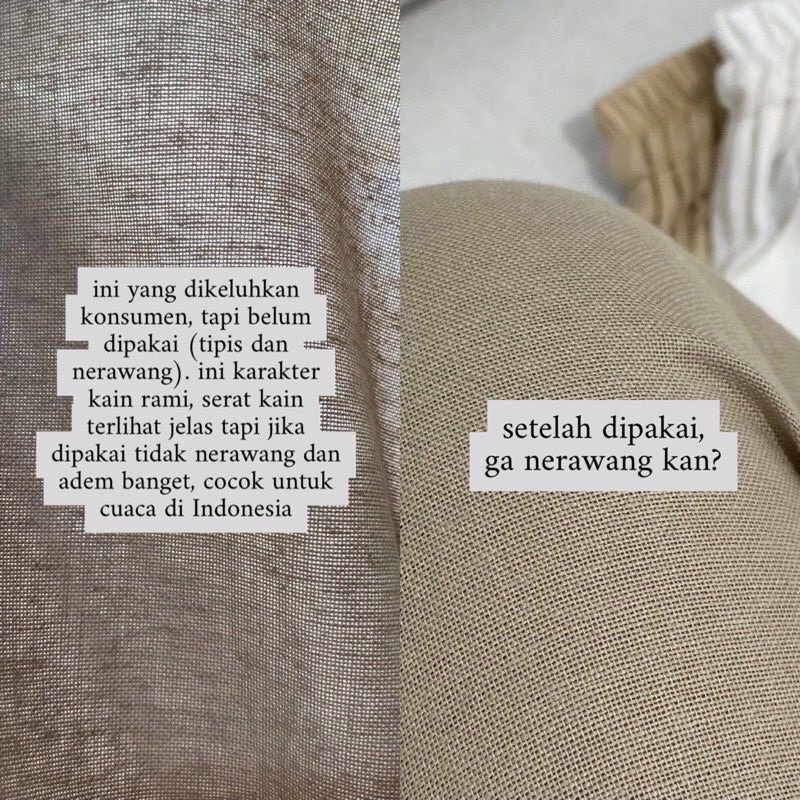 ini yang dikeluhkan
konsumen, tapi belum
dipakai (tipis dan
nerawang). ini karakter
kain rami, serat kain
terlihat jelas tapi jika
dipakai tidak nerawang dan
adem banget, cocok untuk
cuaca di Indonesia
setelah dipakai,
ga nerawang kan?